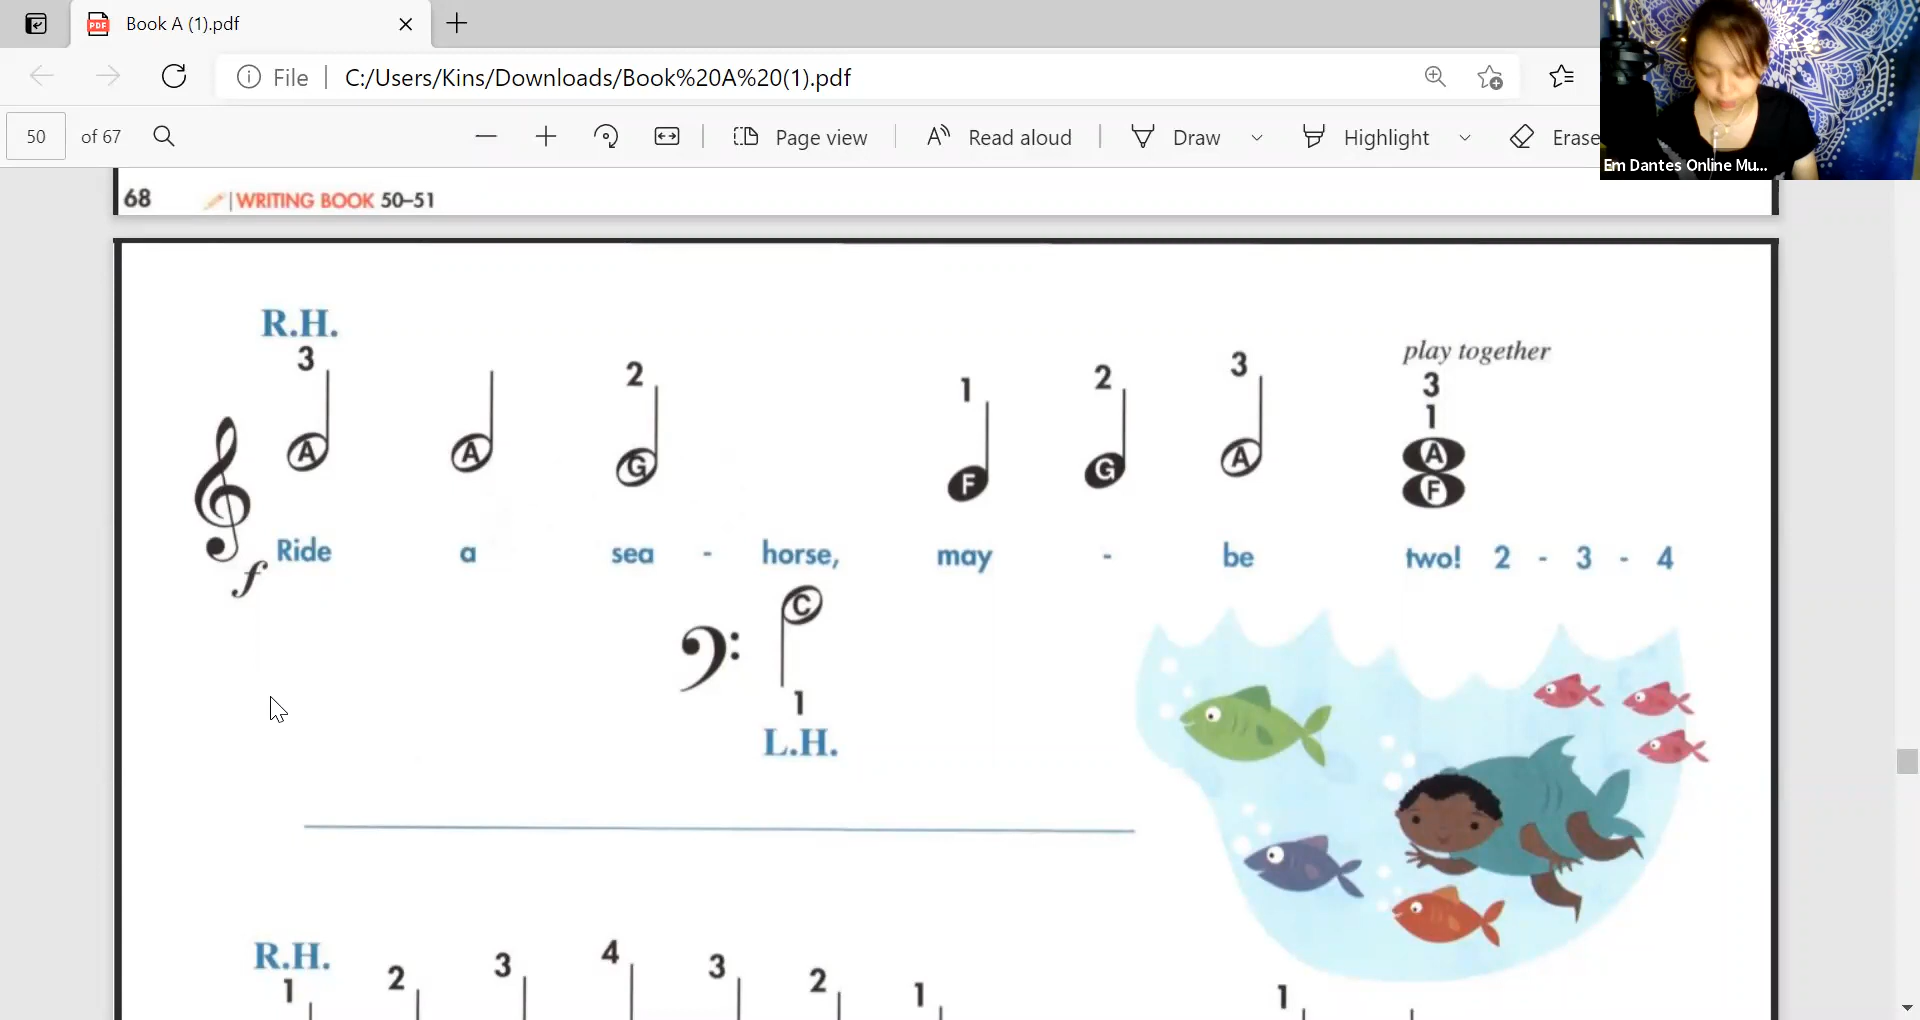 Book A (1).pdf
PDF
File | C:/Users/Kins/Downloads/Book%20A%20(1).pdf
50 of 67
Page view
Read aloud
Draw
Highlight
Erase
Em Dantes Online Mu...
68 | WRITING BOOK 50–51
R.H.
play together
3 2 1 2 3 3
1
A A G F G A A
F
f
Ride a sea - horse, may - be two! 2 - 3 - 4
C
1
L.H.
R.H.
1 2 3 4 3 2 1 1